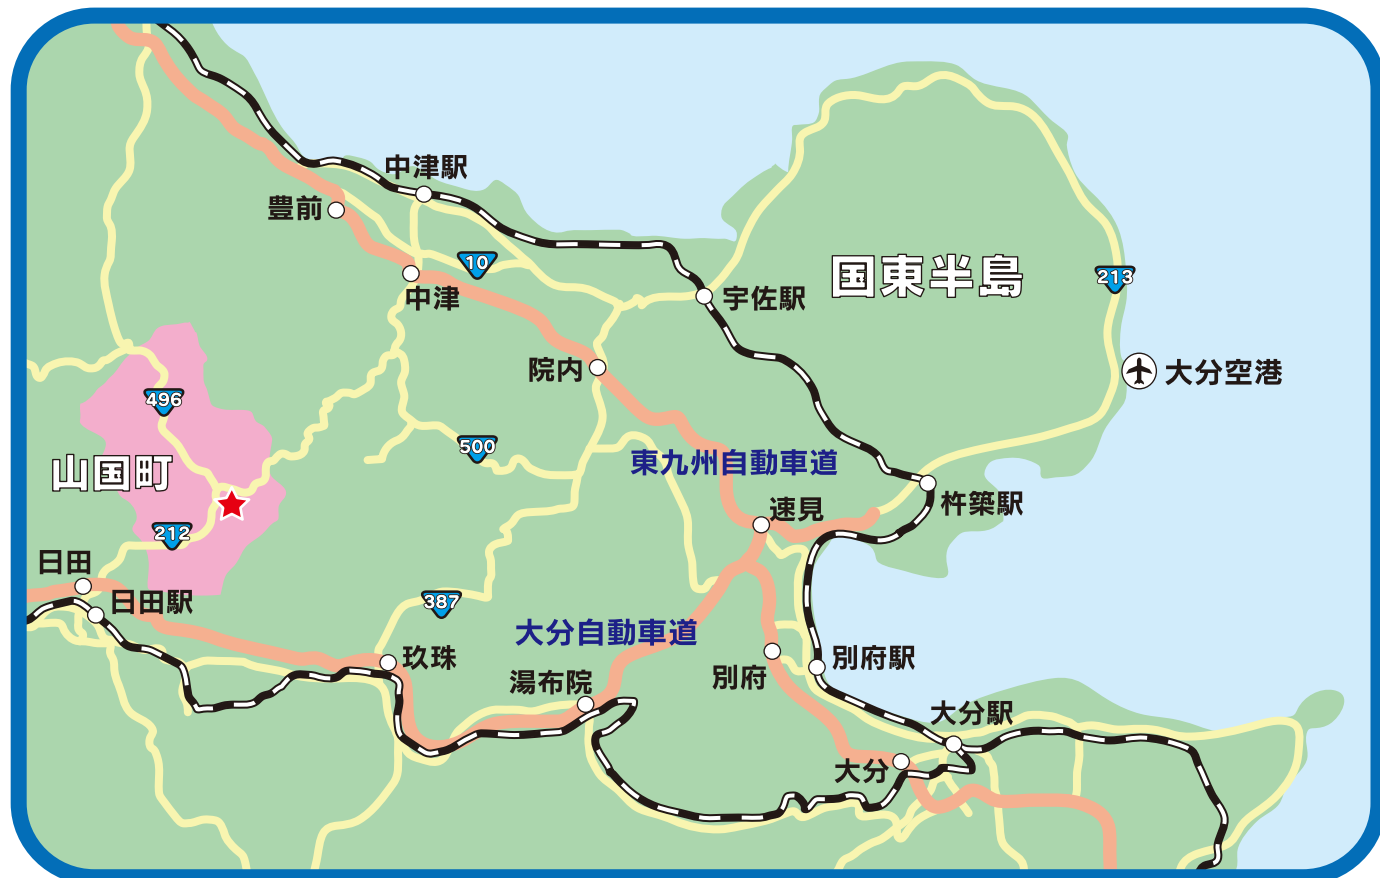 中津駅
豊前
10
中津
宇佐駅
国東半島
213
院内
大分空港
496
500
東九州自動車道
山国町
杵築駅
速見
212
日田
日田駅
387
大分自動車道
玖珠
湯布院
別府
別府駅
大分駅
大分